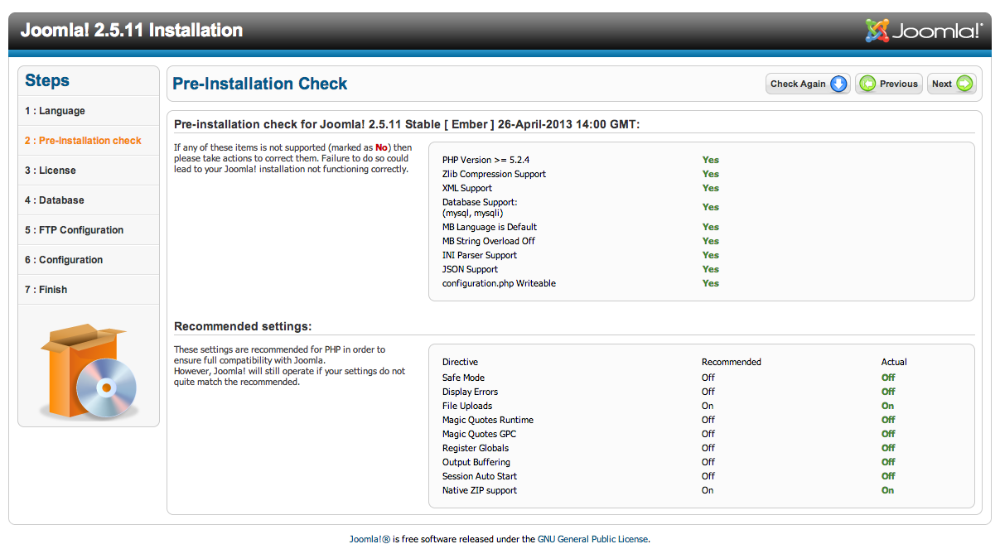 Joomla! 2.5.11 Installation
Joomla!®
Steps
1 : Language
2 : Pre-Installation check
3 : License
4 : Database
5 : FTP Configuration
6 : Configuration
7 : Finish
Pre-Installation Check
Check Again
Previous
Next
Pre-installation check for Joomla! 2.5.11 Stable [ Ember ] 26-April-2013 14:00 GMT:
If any of these items is not supported (marked as No) then
please take actions to correct them. Failure to do so could
lead to your Joomla! installation not functioning correctly.
PHP Version >= 5.2.4 Yes
Zlib Compression Support Yes
XML Support Yes
Database Support:
(mysql, mysqli) Yes
MB Language is Default Yes
MB String Overload Off Yes
INI Parser Support Yes
JSON Support Yes
configuration.php Writeable Yes
Recommended settings:
These settings are recommended for PHP in order to
ensure full compatibility with Joomla.
However, Joomla! will still operate if your settings do not
quite match the recommended.
Directive Recommended Actual
Safe Mode Off Off
Display Errors Off Off
File Uploads On On
Magic Quotes Runtime Off Off
Magic Quotes GPC Off Off
Register Globals Off Off
Output Buffering Off Off
Session Auto Start Off Off
Native ZIP support On On
Joomla!® is free software released under the GNU General Public License.